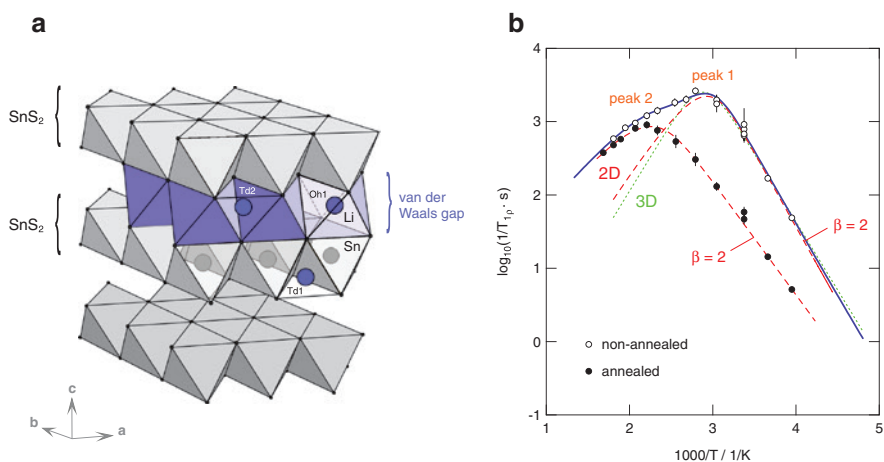 a
SnS2
SnS2
Td2
Oh1
Li
Sn
Td1
van der
Waals gap
c
b
a
b
log10(1/T1ρ· s)
4
3
2
1
0
-1
1
2
3
4
5
1000/T / 1/K
peak 1
peak 2
2D
3D
β = 2
β = 2
non-annealed
annealed